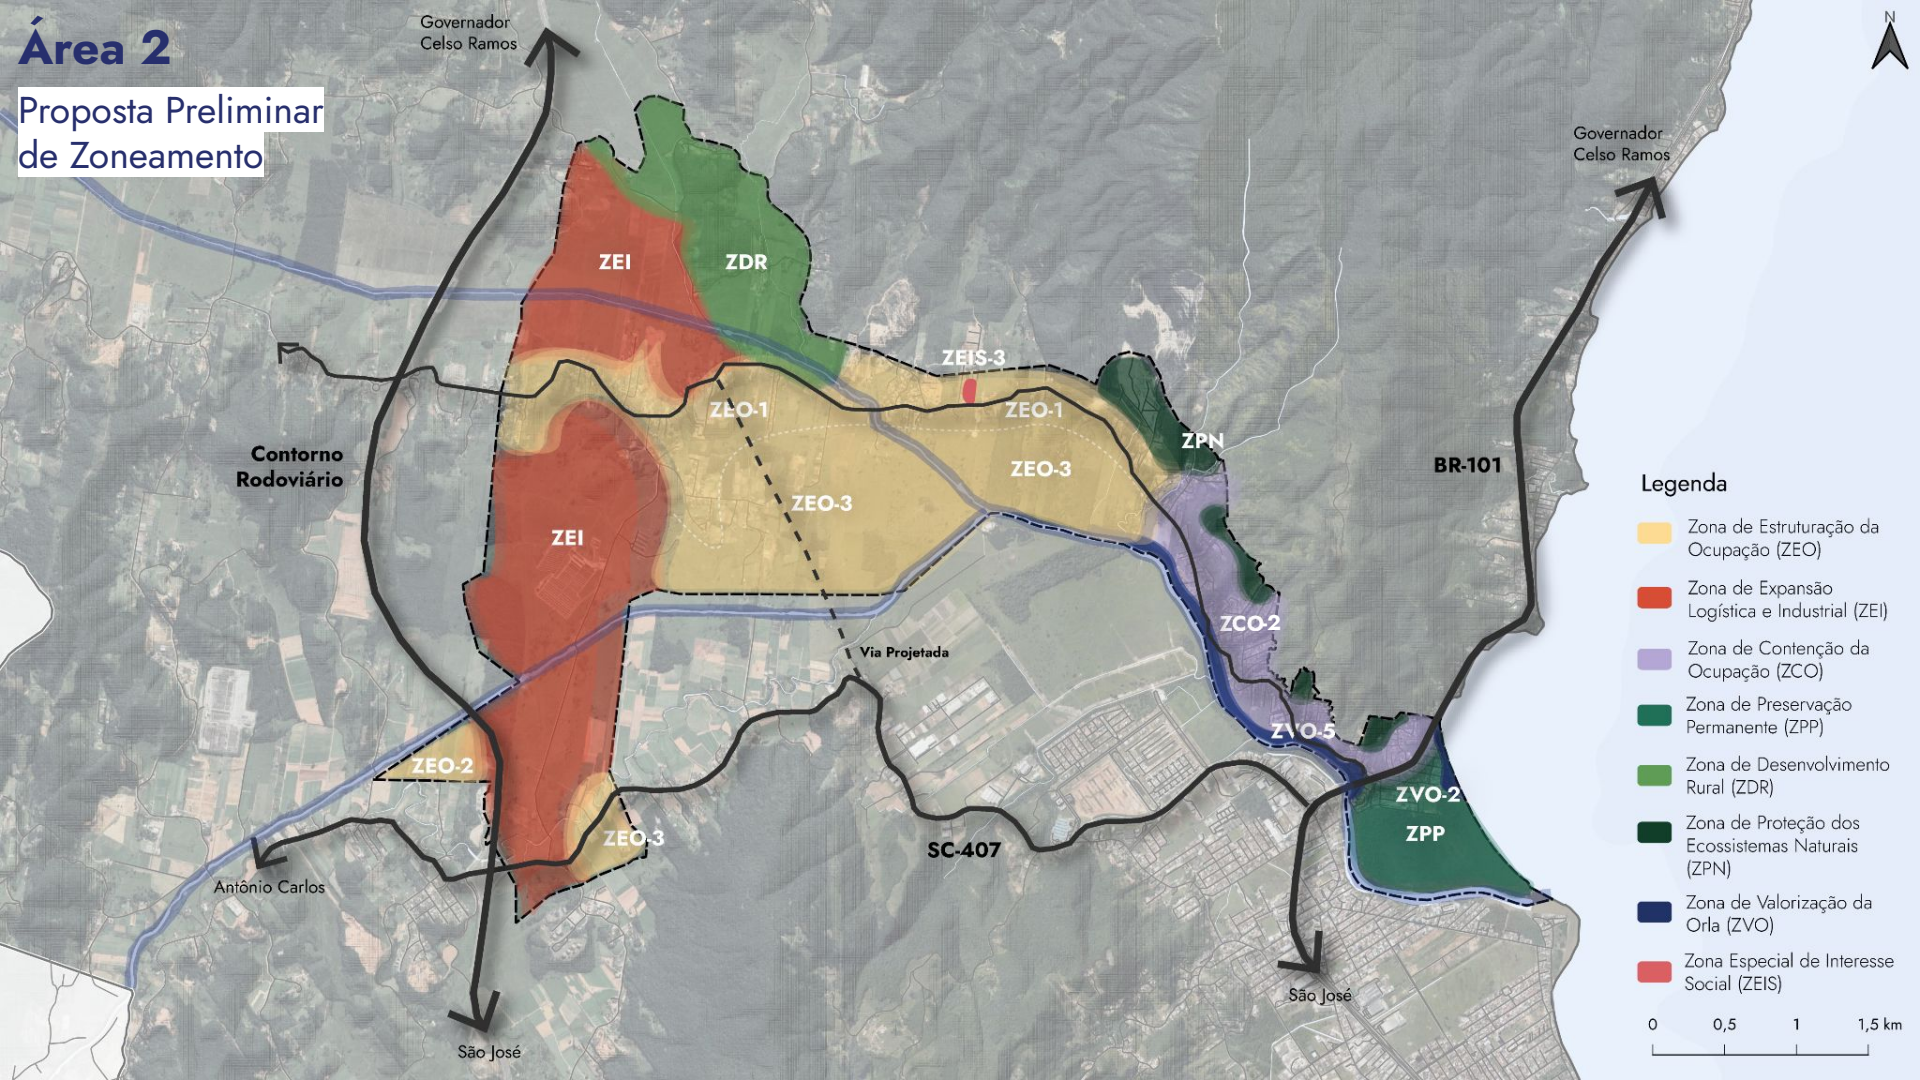 Área 2
Proposta Preliminar
de Zoneamento
Governador
Celso Ramos
N
Governador
Celso Ramos
ZEI
ZDR
ZEIS-3
ZEO-1
ZEO-1
ZPN
Contorno
Rodoviário
BR-101
ZEO-3
ZEO-3
ZEI
ZCO-2
Via Projetada
ZVO-5
ZEO-2
ZVO-2
ZPP
ZEO-3
SC-407
Antônio Carlos
São José
São José
Legenda
Zona de Estruturação da
Ocupação (ZEO)
Zona de Expansão
Logística e Industrial (ZEI)
Zona de Contenção da
Ocupação (ZCO)
Zona de Preservação
Permanente (ZPP)
Zona de Desenvolvimento
Rural (ZDR)
Zona de Proteção dos
Ecossistemas Naturais
(ZPN)
Zona de Valorização da
Orla (ZVO)
Zona Especial de Interesse
Social (ZEIS)
0 0,5 1 1,5 km